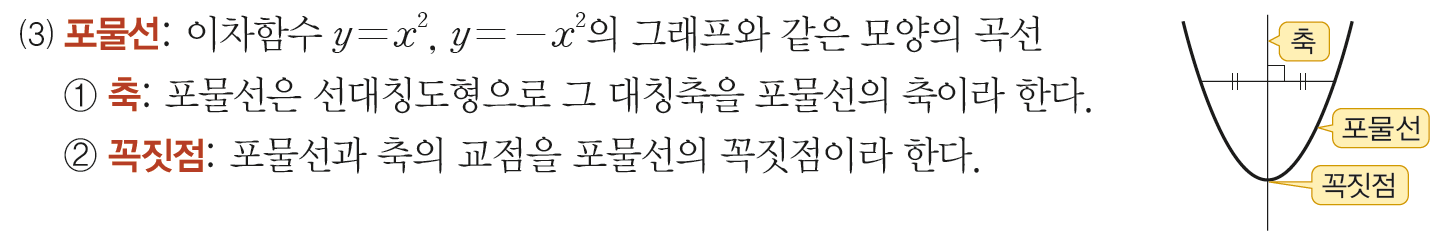 (3) 포물선: 이차함수 y=x², y=-x²의 그래프와 같은 모양의 곡선
① 축: 포물선은 선대칭도형으로 그 대칭축을 포물선의 축이라 한다.
② 꼭짓점: 포물선과 축의 교점을 포물선의 꼭짓점이라 한다.
축
포물선
꼭짓점